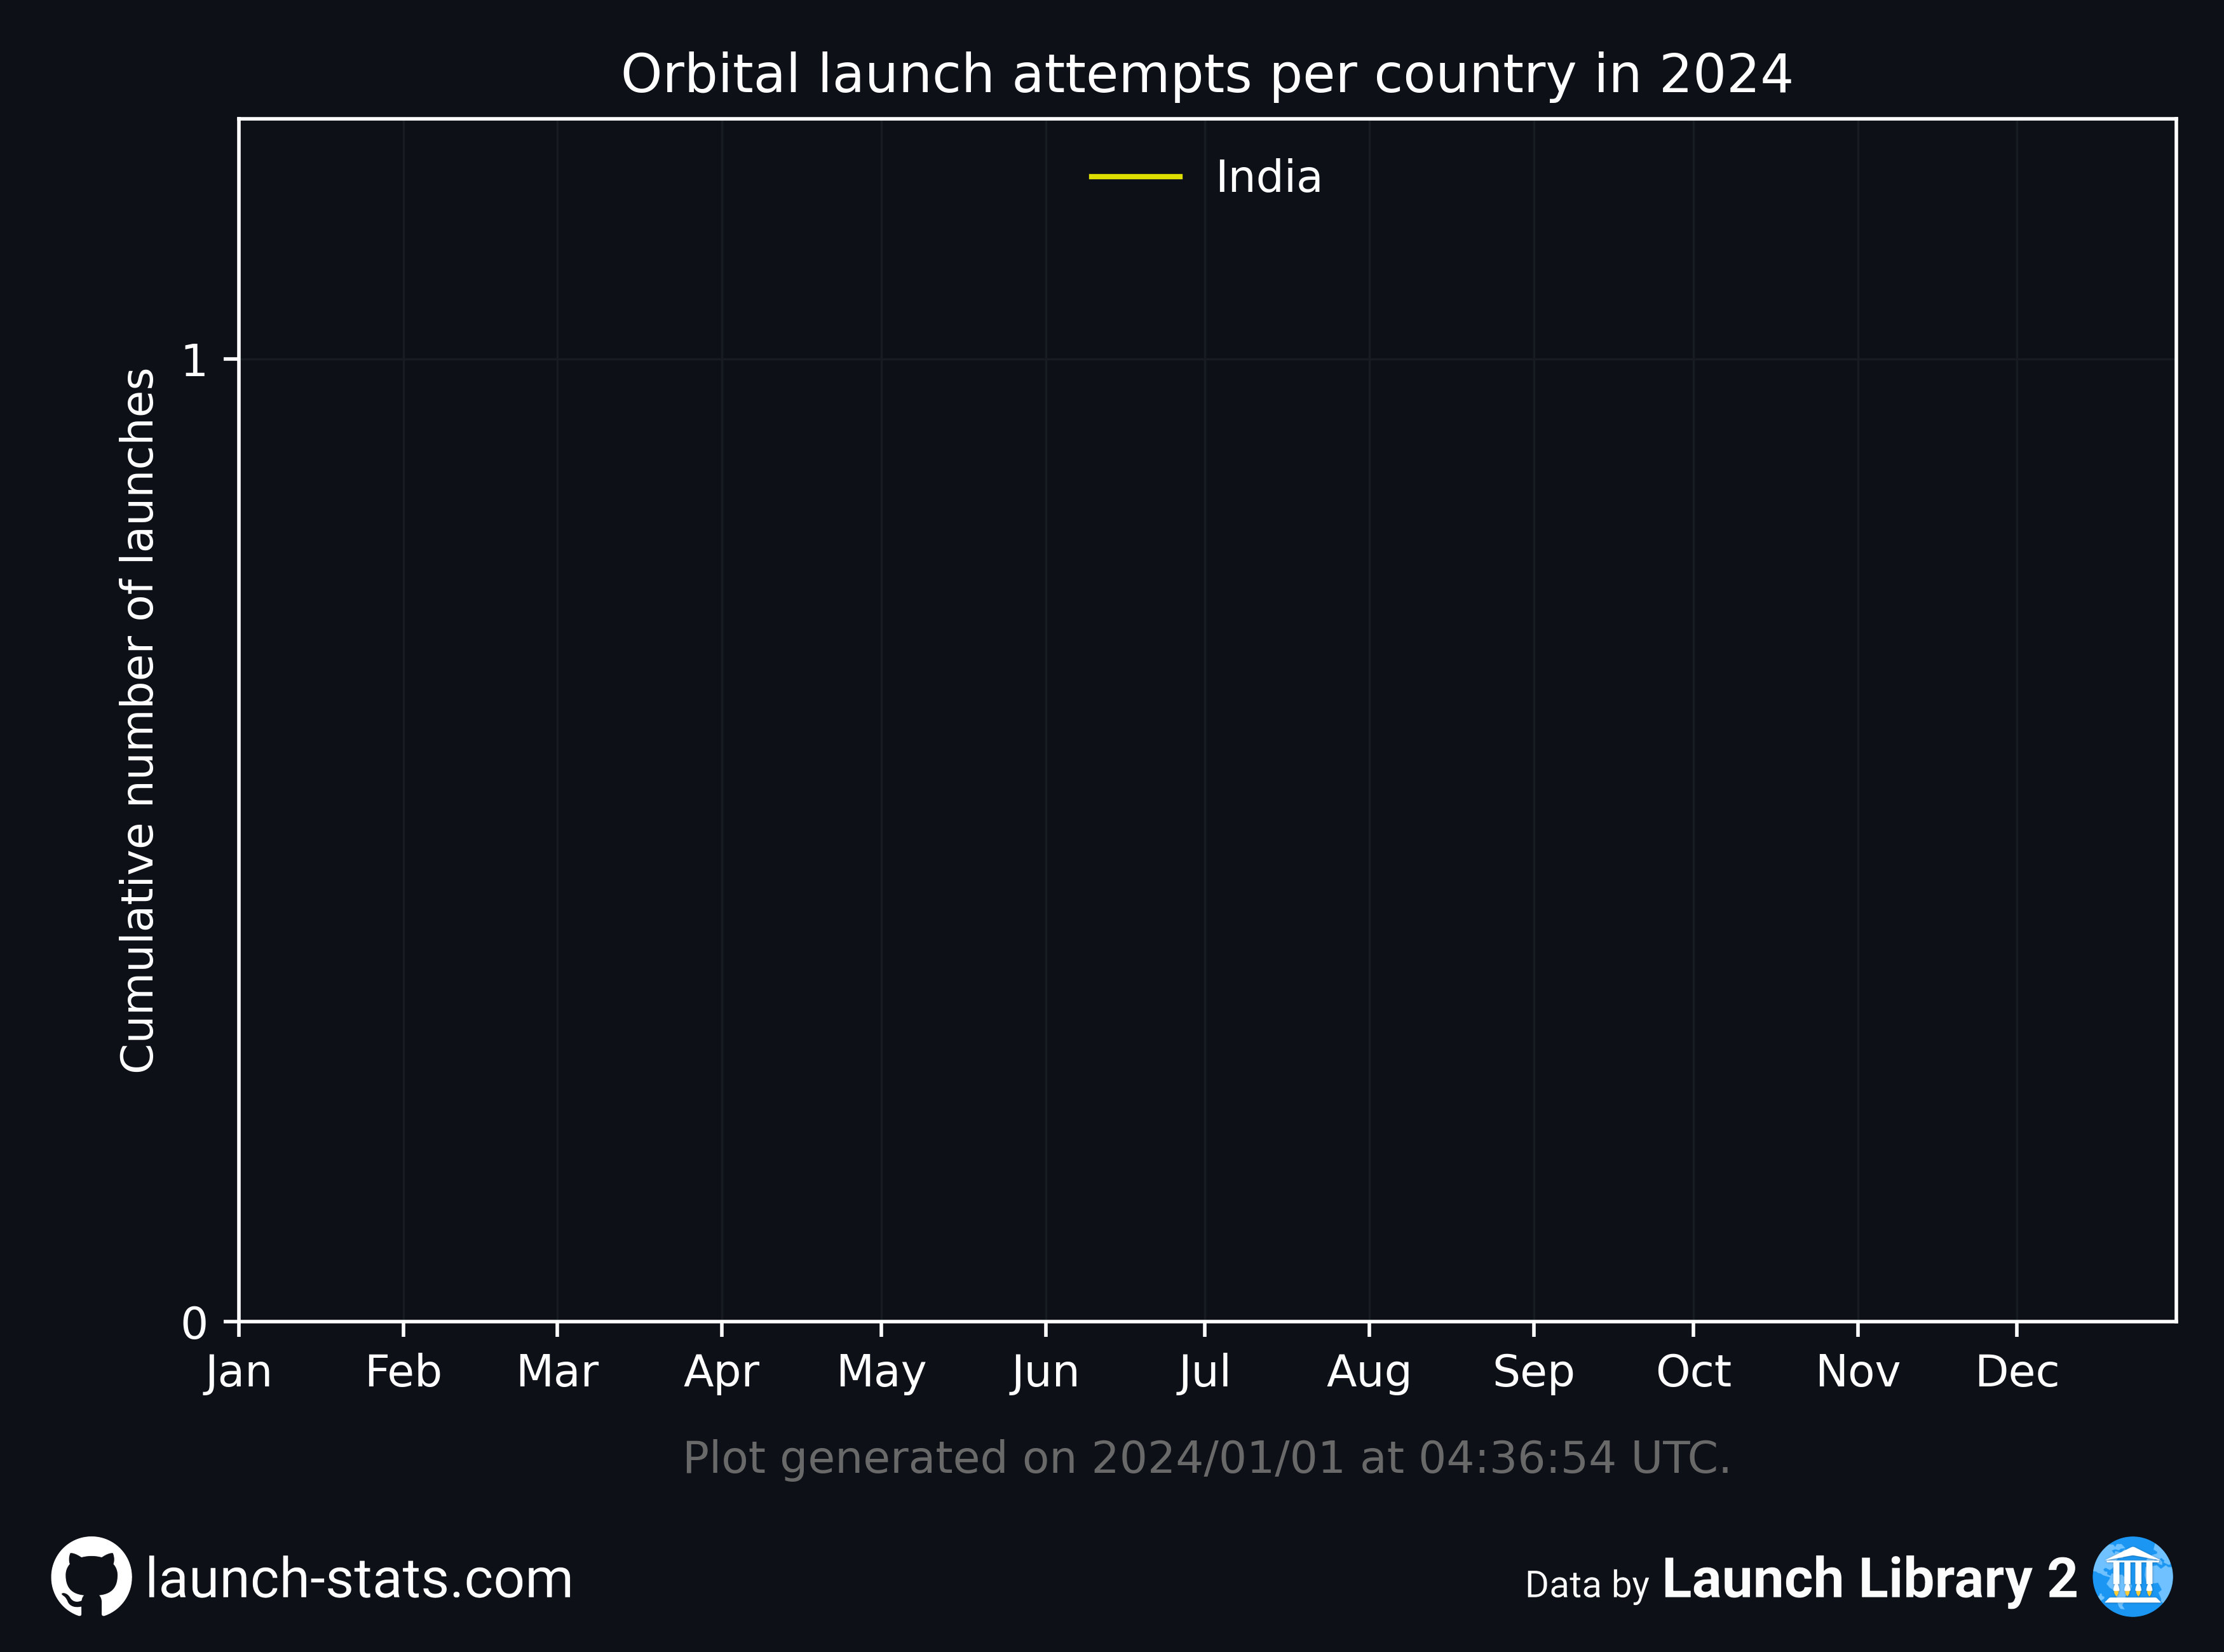 Orbital launch attempts per country in 2024
India
Cumulative number of launches
1
0
Jan Feb Mar Apr May Jun Jul Aug Sep Oct Nov Dec
Plot generated on 2024/01/01 at 04:36:54 UTC.
launch-stats.com
Data by Launch Library 2